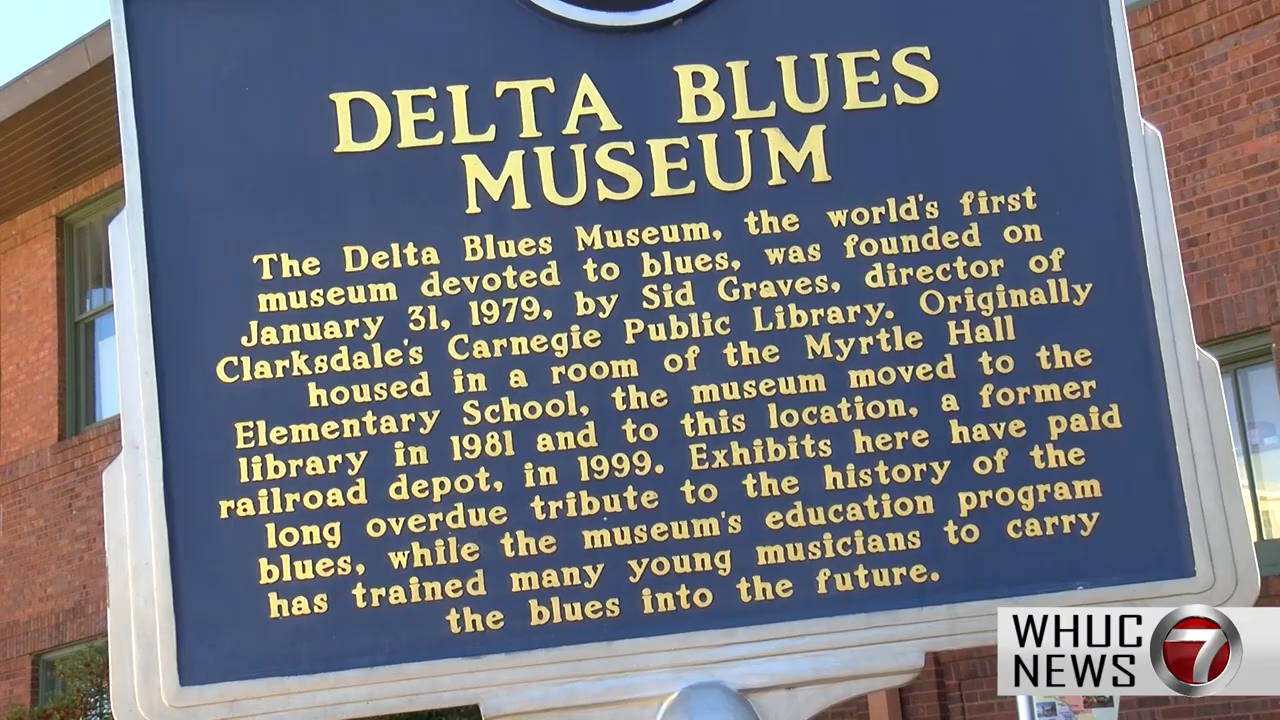 DELTA BLUES
MUSEUM
The Delta Blues Museum, the world's first
museum devoted to blues, was founded on
January 31, 1979, by Sid Graves, director of
Clarksdale's Carnegie Public Library. Originally
housed in a room of the Myrtle Hall
Elementary School, the museum moved to the
library in 1981 and to this location, a former
railroad depot, in 1999. Exhibits here have paid
long overdue tribute to the history of the
blues, while the museum's education program
has trained many young musicians to carry
the blues into the future.
WHUC
NEWS
7